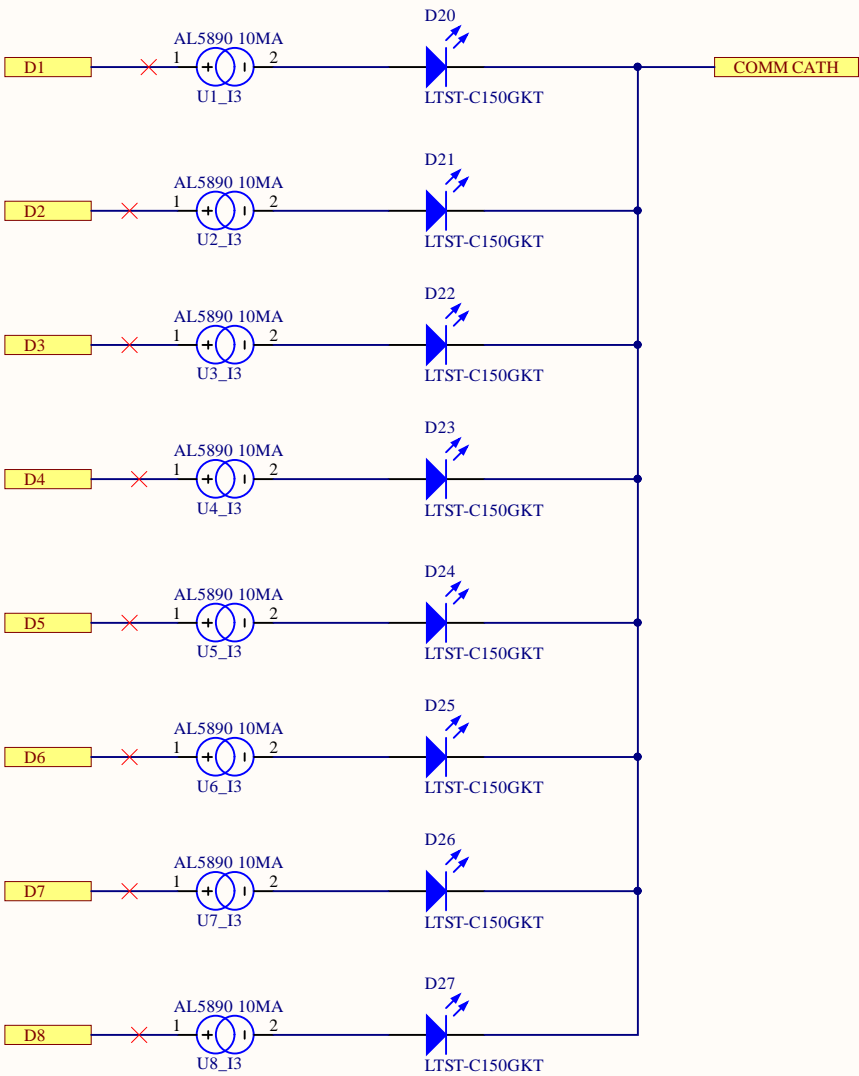 D20
AL5890 10MA
D1
1
2
COMM CATH
U1_I3
LTST-C150GKT
D21
AL5890 10MA
D2
1
2
U2_I3
LTST-C150GKT
D22
AL5890 10MA
D3
1
2
U3_I3
LTST-C150GKT
D23
AL5890 10MA
D4
1
2
U4_I3
LTST-C150GKT
D24
AL5890 10MA
D5
1
2
U5_I3
LTST-C150GKT
D25
AL5890 10MA
D6
1
2
U6_I3
LTST-C150GKT
D26
AL5890 10MA
D7
1
2
U7_I3
LTST-C150GKT
D27
AL5890 10MA
D8
1
2
U8_I3
LTST-C150GKT